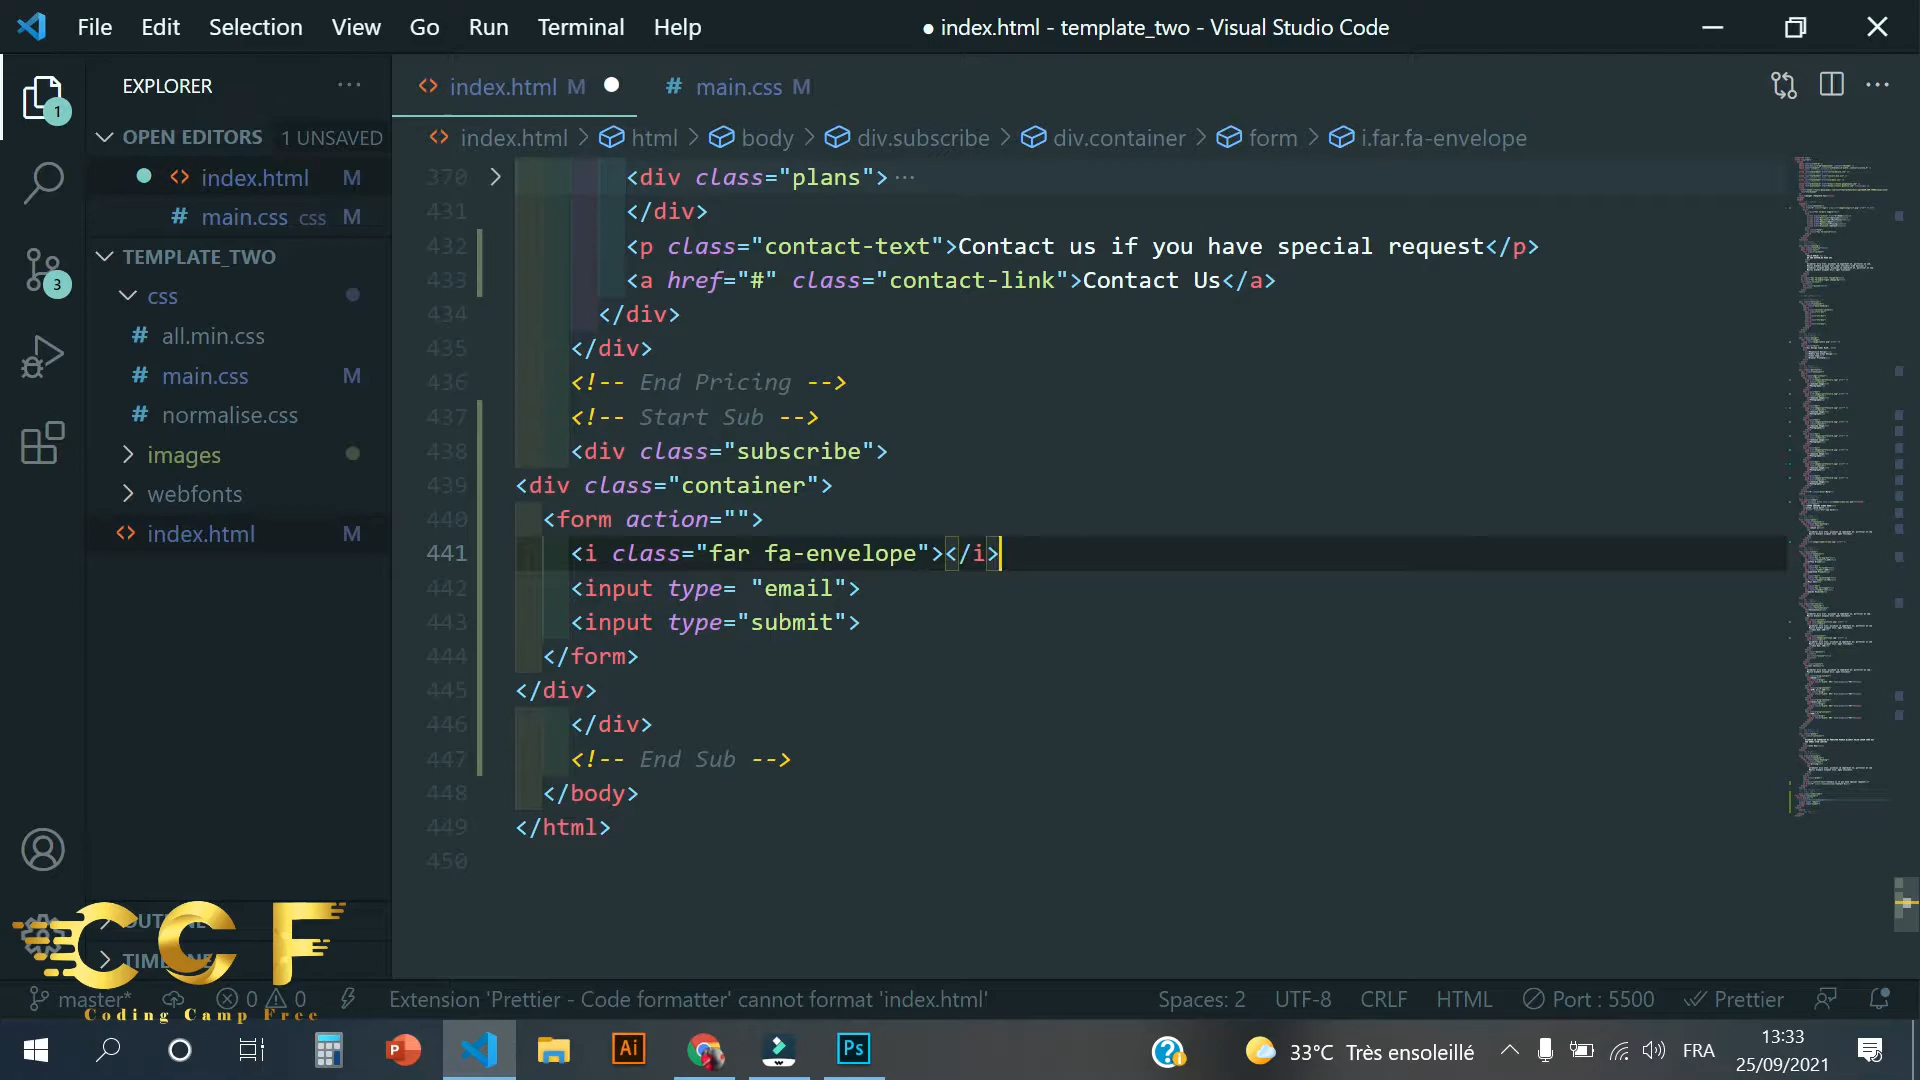 File Edit Selection View Go Run Terminal Help
● index.html - template_two - Visual Studio Code
EXPLORER ···
index.html M
# main.css M
OPEN EDITORS 1 UNSAVED
index.html M
# main.css css M
TEMPLATE_TWO
css
# all.min.css
# main.css M
# normalise.css
images
webfonts
index.html M
1
3
index.html > html > body > div.subscribe > div.container > form > i.far.fa-envelope
370 <div class="plans"> ···
431 </div>
432 <p class="contact-text">Contact us if you have special request</p>
433 <a href="#" class="contact-link">Contact Us</a>
434 </div>
435 </div>
436 <!-- End Pricing -->
437 <!-- Start Sub -->
438 <div class="subscribe">
439 <div class="container">
440 <form action="">
441 <i class="far fa-envelope"></i>
442 <input type= "email">
443 <input type="submit">
444 </form>
445 </div>
446 </div>
447 <!-- End Sub -->
448 </body>
449 </html>
450
CCF
Coding Camp Free
master* 0 0 Extension 'Prettier - Code formatter' cannot format 'index.html' Spaces: 2 UTF-8 CRLF HTML Port : 5500 Prettier
P Ai Ps 33°C Très ensoleillé FRA
13:33
25/09/2021